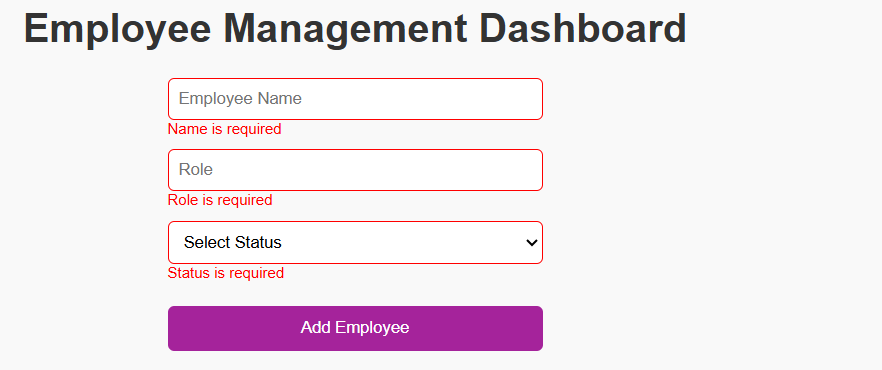 Employee Management Dashboard
Employee Name
Name is required
Role
Role is required
Select Status
Status is required
Add Employee